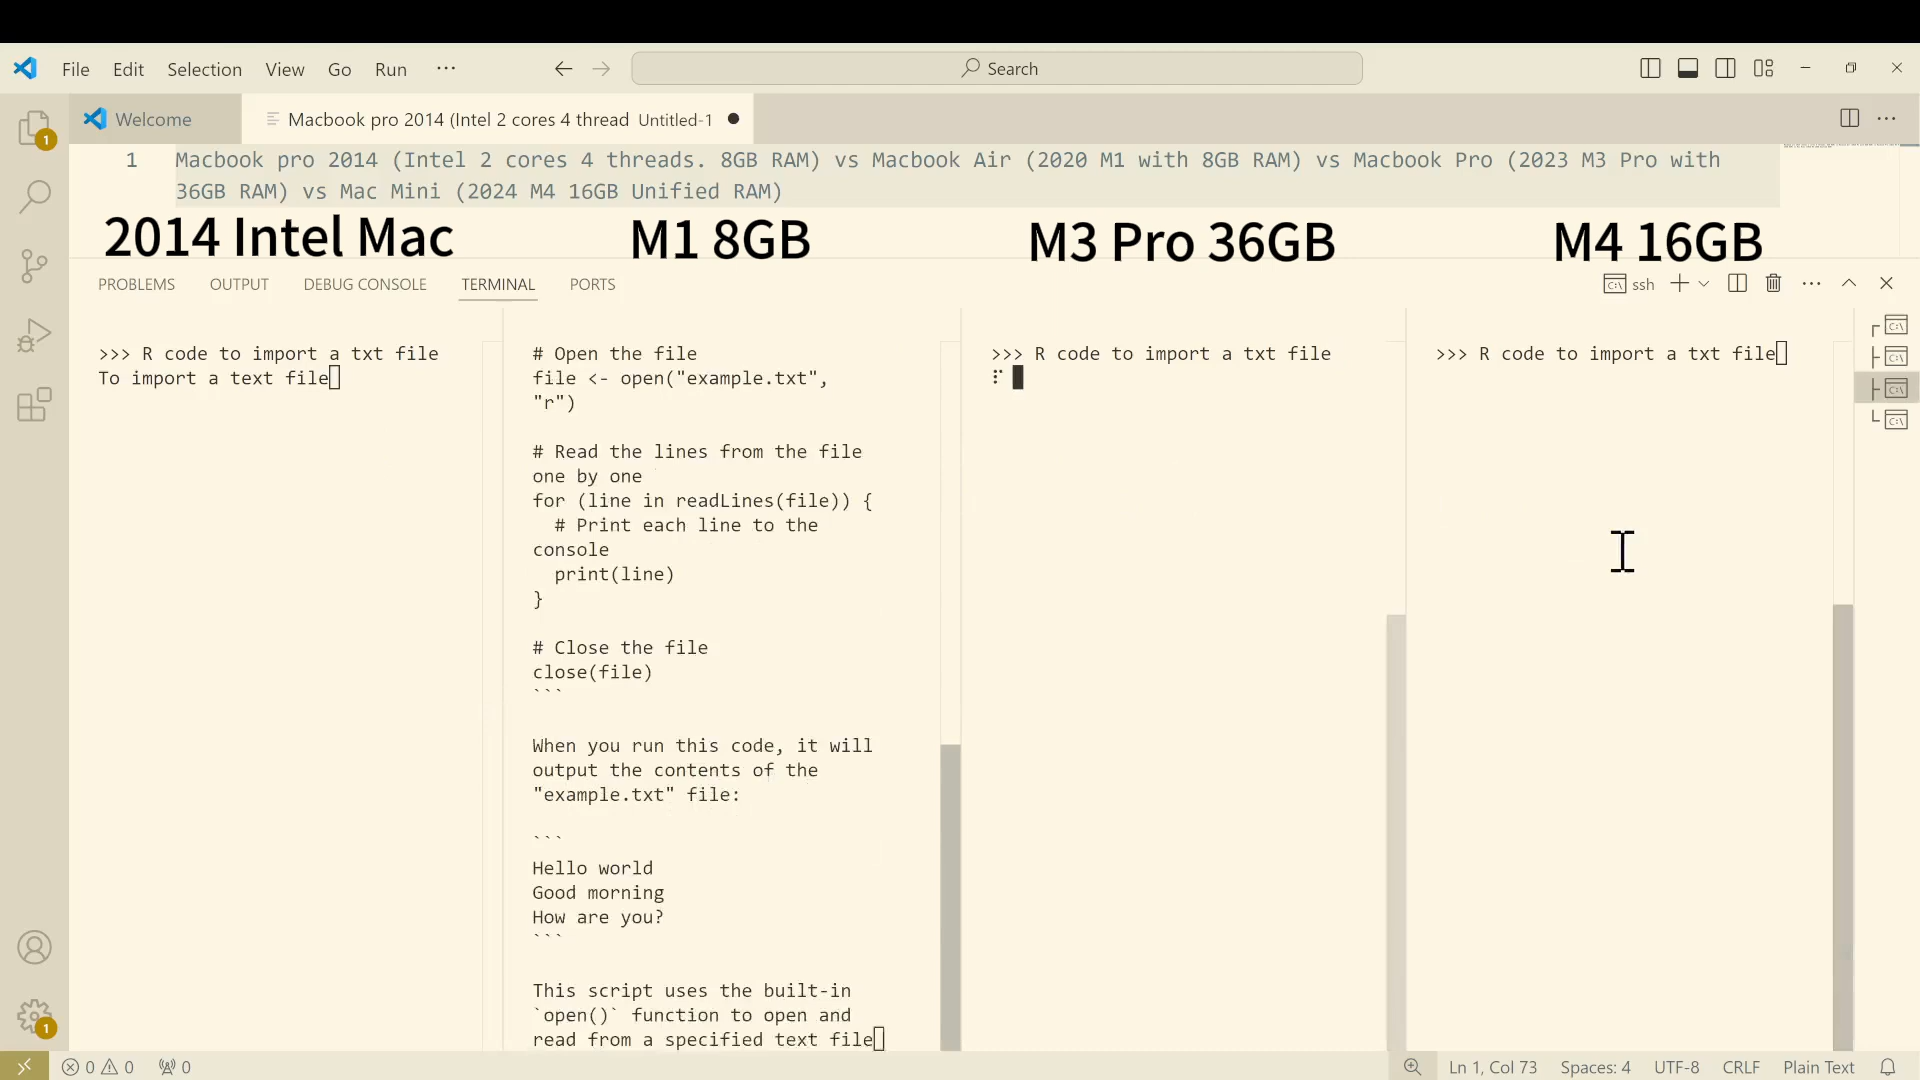 File Edit Selection View Go Run ··· Search
Welcome
Macbook pro 2014 (Intel 2 cores 4 thread Untitled-1
1 Macbook pro 2014 (Intel 2 cores 4 threads. 8GB RAM) vs Macbook Air (2020 M1 with 8GB RAM) vs Macbook Pro (2023 M3 Pro with
36GB RAM) vs Mac Mini (2024 M4 16GB Unified RAM)
2014 Intel Mac
M1 8GB
M3 Pro 36GB
M4 16GB
PROBLEMS OUTPUT DEBUG CONSOLE TERMINAL PORTS
ssh
>>> R code to import a txt file
To import a text file
# Open the file
file <- open("example.txt",
"r")
# Read the lines from the file
one by one
for (line in readLines(file)) {
  # Print each line to the
console
  print(line)
}
# Close the file
close(file)
```
When you run this code, it will
output the contents of the
"example.txt" file:
```
Hello world
Good morning
How are you?
```
This script uses the built-in
`open()` function to open and
read from a specified text file
>>> R code to import a txt file
>>> R code to import a txt file
1
1
0 0 0
Ln 1, Col 73 Spaces: 4 UTF-8 CRLF Plain Text